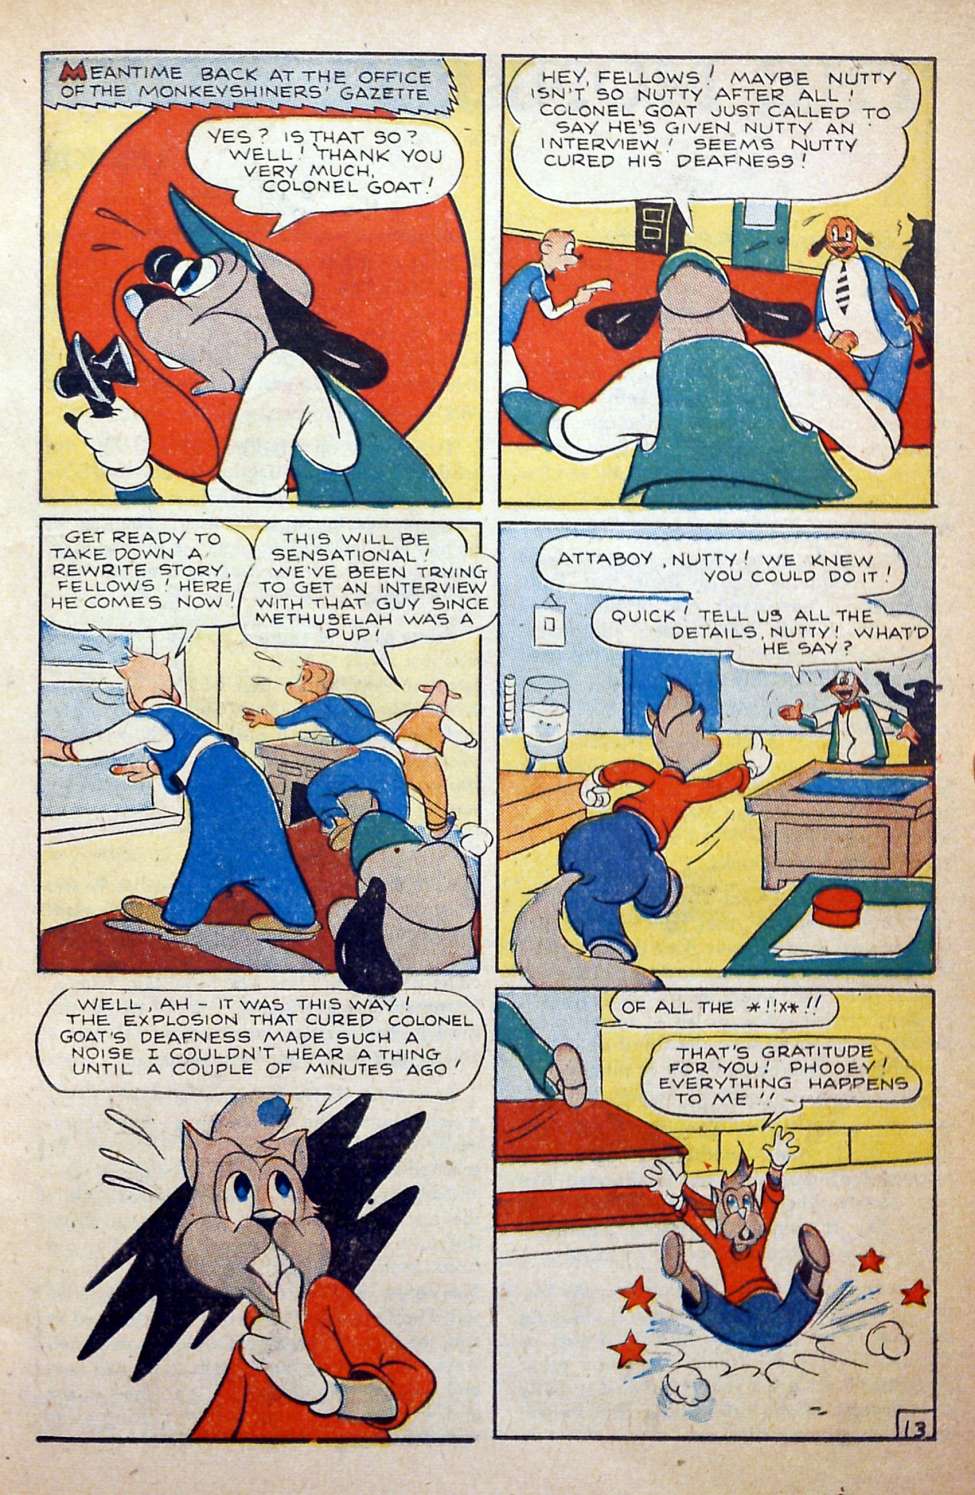 MEANTIME BACK AT THE OFFICE
OF THE MONKEYSHINERS' GAZETTE
YES? IS THAT SO?
WELL! THANK YOU
VERY MUCH,
COLONEL GOAT!
HEY, FELLOWS! MAYBE NUTTY
ISN'T SO NUTTY AFTER ALL!
COLONEL GOAT JUST CALLED TO
SAY HE'S GIVEN NUTTY AN
INTERVIEW! SEEMS NUTTY
CURED HIS DEAFNESS!
GET READY TO
TAKE DOWN A
REWRITE STORY,
FELLOWS! HERE
HE COMES NOW!
THIS WILL BE
SENSATIONAL!
WE'VE BEEN TRYING
TO GET AN INTERVIEW
WITH THAT GUY SINCE
METHUSELAH WAS A
PUP!
ATTABOY, NUTTY! WE KNEW
YOU COULD DO IT!
QUICK! TELL US ALL THE
DETAILS, NUTTY! WHAT'D
HE SAY?
WELL, AH - IT WAS THIS WAY!
THE EXPLOSION THAT CURED COLONEL
GOAT'S DEAFNESS MADE SUCH A
NOISE I COULDN'T HEAR A THING
UNTIL A COUPLE OF MINUTES AGO!
OF ALL THE *!!X*!!
THAT'S GRATITUDE
FOR YOU! PHOOEY!
EVERYTHING HAPPENS
TO ME!!
13